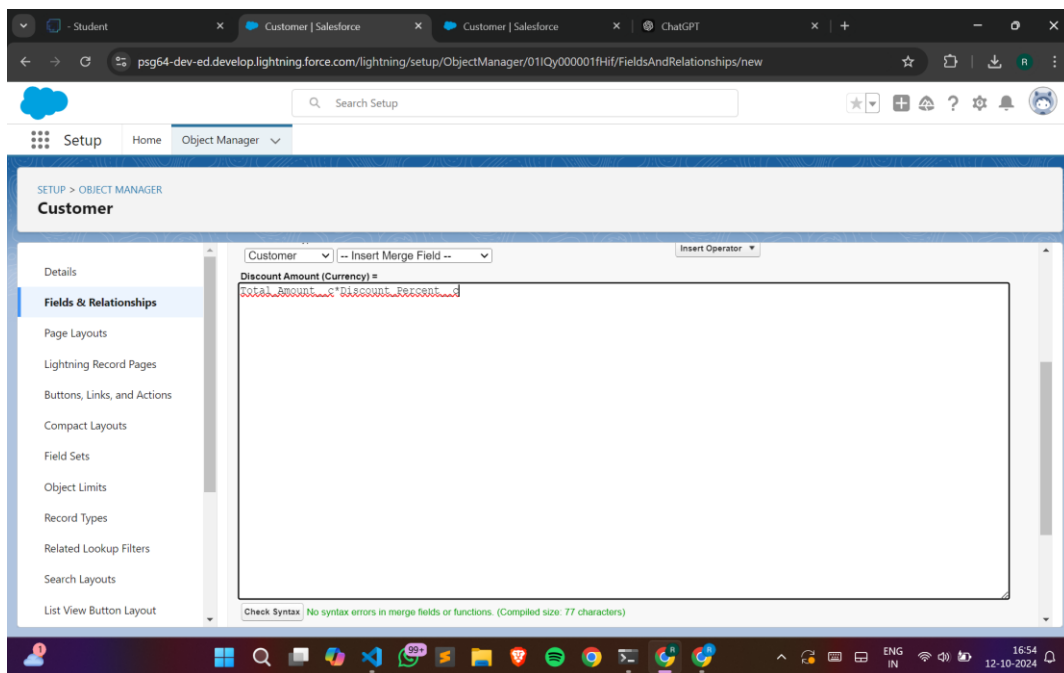 - Student
Customer | Salesforce
Customer | Salesforce
ChatGPT
psg64-dev-ed.develop.lightning.force.com/lightning/setup/ObjectManager/01IQy000001fHif/FieldsAndRelationships/new
R
Search Setup
Setup
Home
Object Manager
SETUP > OBJECT MANAGER
Customer
Details
Fields & Relationships
Page Layouts
Lightning Record Pages
Buttons, Links, and Actions
Compact Layouts
Field Sets
Object Limits
Record Types
Related Lookup Filters
Search Layouts
List View Button Layout
Customer
-- Insert Merge Field --
Insert Operator
Discount Amount (Currency) =
Total_Amount__c*Discount_Percent__c
Check Syntax No syntax errors in merge fields or functions. (Compiled size: 77 characters)
1
99+
R
R
ENG
IN
16:54
12-10-2024